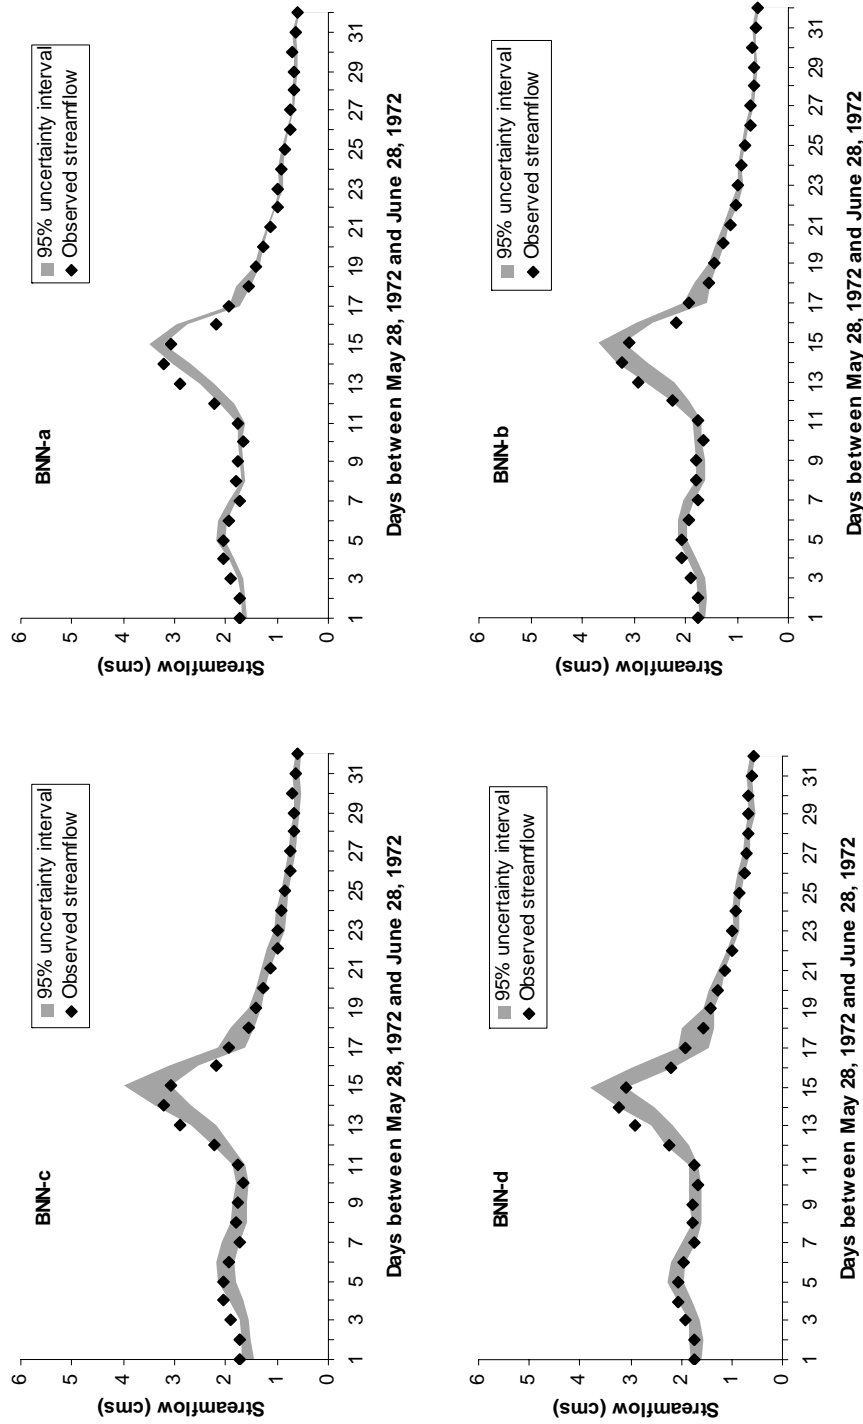 BNN-c
95% uncertainty interval
Observed streamflow
Streamflow (cms)
6
5
4
3
2
1
0
1 3 5 7 9 11 13 15 17 19 21 23 25 27 29 31
Days between May 28, 1972 and June 28, 1972
BNN-a
95% uncertainty interval
Observed streamflow
Streamflow (cms)
6
5
4
3
2
1
0
1 3 5 7 9 11 13 15 17 19 21 23 25 27 29 31
Days between May 28, 1972 and June 28, 1972
BNN-d
95% uncertainty interval
Observed streamflow
Streamflow (cms)
6
5
4
3
2
1
0
1 3 5 7 9 11 13 15 17 19 21 23 25 27 29 31
Days between May 28, 1972 and June 28, 1972
BNN-b
95% uncertainty interval
Observed streamflow
Streamflow (cms)
6
5
4
3
2
1
0
1 3 5 7 9 11 13 15 17 19 21 23 25 27 29 31
Days between May 28, 1972 and June 28, 1972